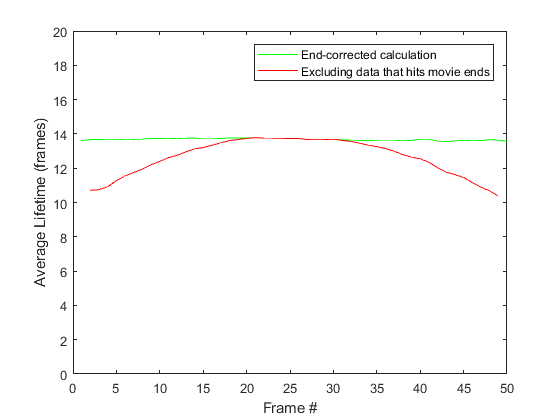 End-corrected calculation
Excluding data that hits movie ends
20
18
16
14
12
10
8
6
4
2
0
Average Lifetime (frames)
0 5 10 15 20 25 30 35 40 45 50
Frame #